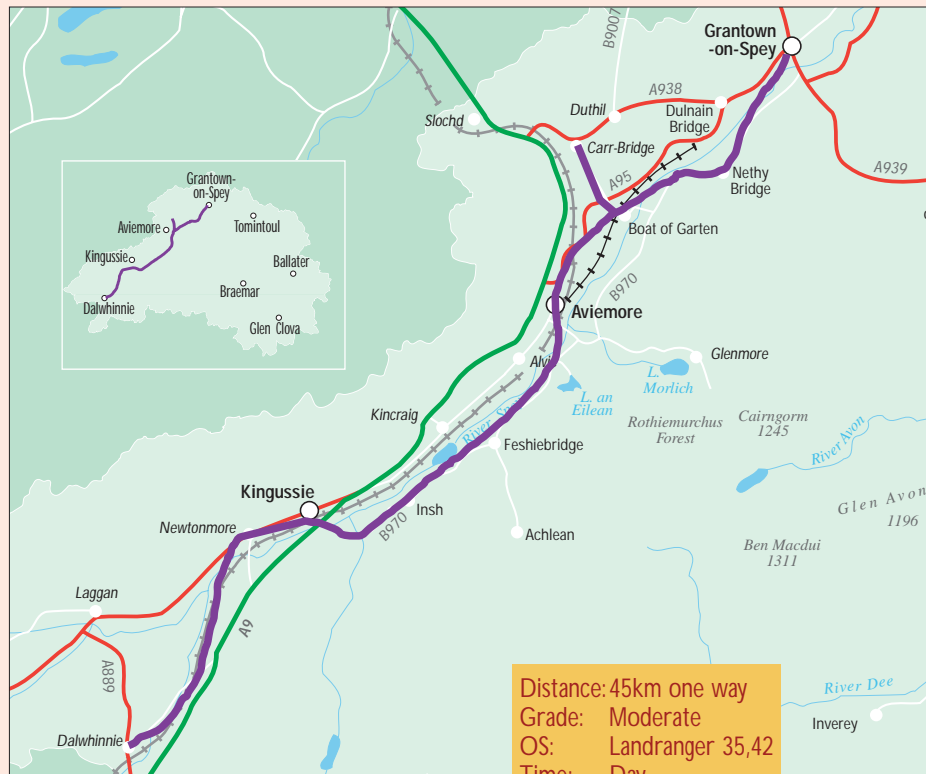 Grantown
-on-Spey
B9007
A938
Duthil
Dulnain
Bridge
Slochd
Carr-Bridge
A939
A95
Nethy
Bridge
Boat of Garten
B970
Aviemore
Glenmore
L.
Morlich
L. an
Eilean
Rothiemurchus
Forest
Cairngorm
1245
River Avon
Glen Avon
1196
Ben Macdui
1311
Kincraig
River
Feshiebridge
Kingussie
Insh
B970
Achlean
Newtonmore
Laggan
A9
A889
Dalwhinnie
River Dee
Inverey
Grantown-
on-Spey
Tomintoul
Aviemore
Kingussie
Ballater
Braemar
Dalwhinnie
Glen Clova
Distance: 45km one way
Grade: Moderate
OS: Landranger 35,42
Time: Day